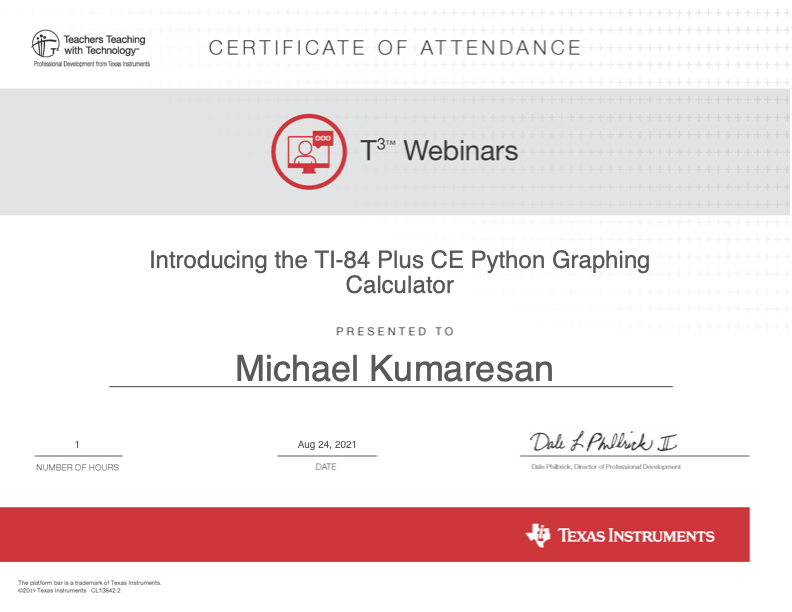 Teachers Teaching
with Technology™
Professional Development from Texas Instruments
CERTIFICATE OF ATTENDANCE
T³™ Webinars
Introducing the TI-84 Plus CE Python Graphing
Calculator
PRESENTED TO
Michael Kumaresan
1
NUMBER OF HOURS
Aug 24, 2021
DATE
Dale L Philbrick II
Dale Philbrick, Director of Professional Development
TEXAS INSTRUMENTS
The platform bar is a trademark of Texas Instruments.
©2019 Texas Instruments CL13842.2